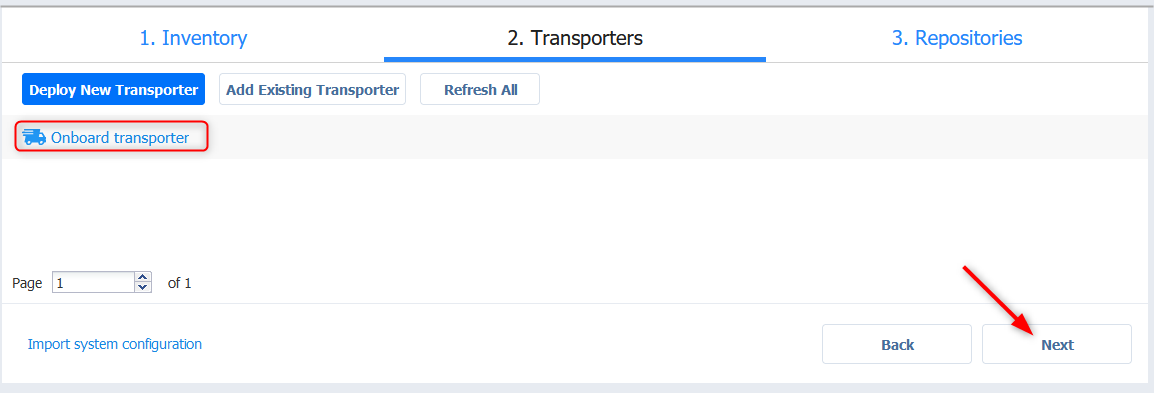 1. Inventory
2. Transporters
3. Repositories
Deploy New Transporter
Add Existing Transporter
Refresh All
Onboard transporter
Page 1 of 1
Import system configuration
Back
Next